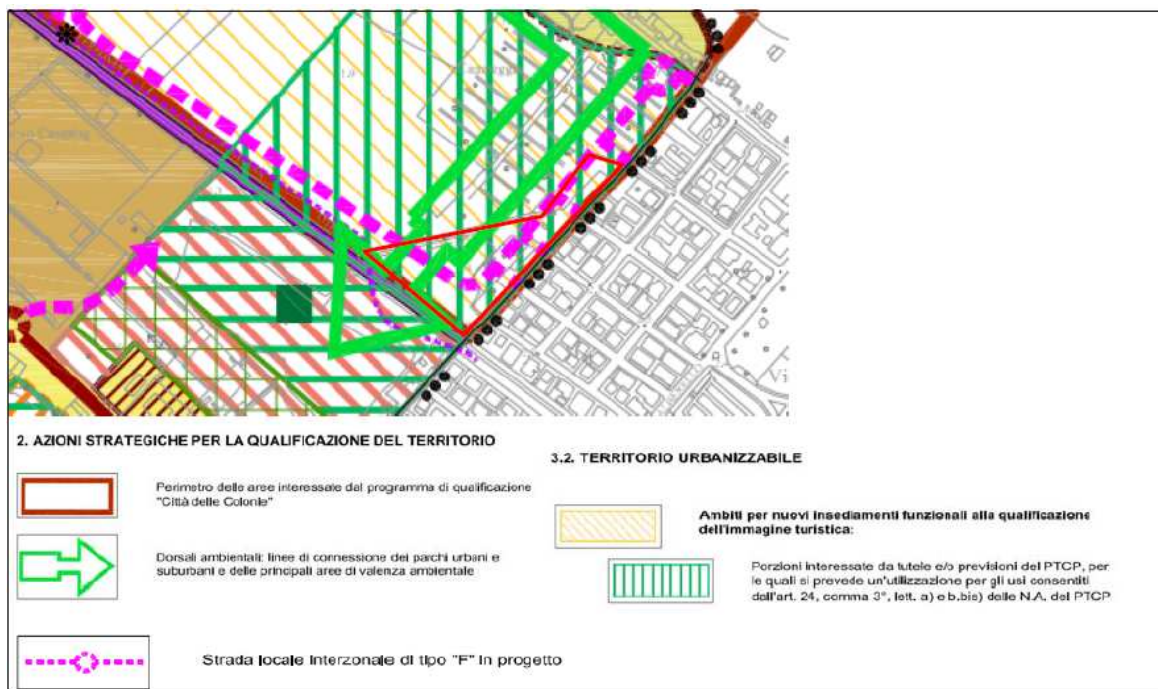 2. AZIONI STRATEGICHE PER LA QUALIFICAZIONE DEL TERRITORIO
Perimetro delle aree interessate dal programma di qualificazione
"Città delle Colonie"
Dorsali ambientali: linee di connessione dei parchi urbani e
suburbani e delle principali aree di valenza ambientale
Strada locale interzonale di tipo "F" in progetto
3.2. TERRITORIO URBANIZZABILE
Ambiti per nuovi insediamenti funzionali alla qualificazione
dell'immagine turistica:
Porzioni interessate da tutele e/o previsioni del PTCP, per
le quali si prevede un'utilizzazione per gli usi consentiti
dall'art. 24, comma 3°, lett. a) e b.bis) delle N.A. del PTCP